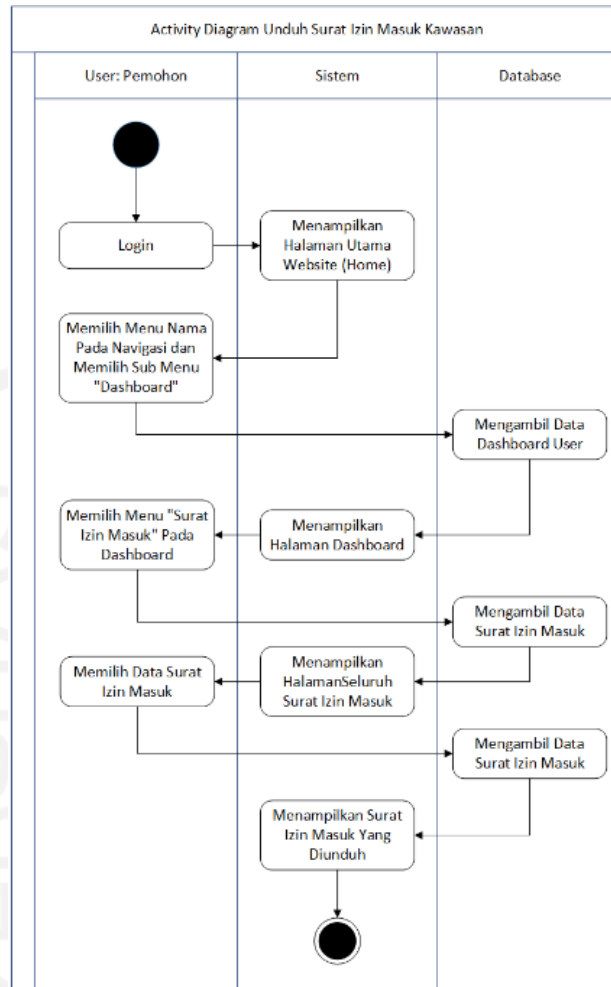 Activity Diagram Unduh Surat Izin Masuk Kawasan
User: Pemohon
Sistem
Database
Login
Menampilkan
Halaman Utama
Website (Home)
Memilih Menu Nama
Pada Navigasi dan
Memilih Sub Menu
"Dashboard"
Mengambil Data
Dashboard User
Menampilkan
Halaman Dashboard
Memilih Menu "Surat
Izin Masuk" Pada
Dashboard
Mengambil Data
Surat Izin Masuk
Menampilkan
HalamanSeluruh
Surat Izin Masuk
Memilih Data Surat
Izin Masuk
Mengambil Data
Surat Izin Masuk
Menampilkan Surat
Izin Masuk Yang
Diunduh